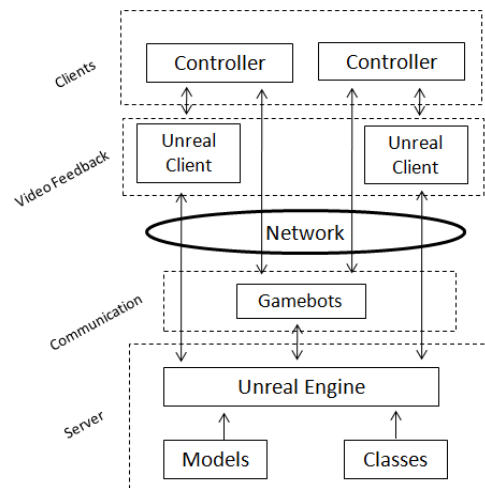 Clients
Controller
Controller
Video Feedback
Unreal
Client
Unreal
Client
Network
Communication
Gamebots
Server
Unreal Engine
Models
Classes